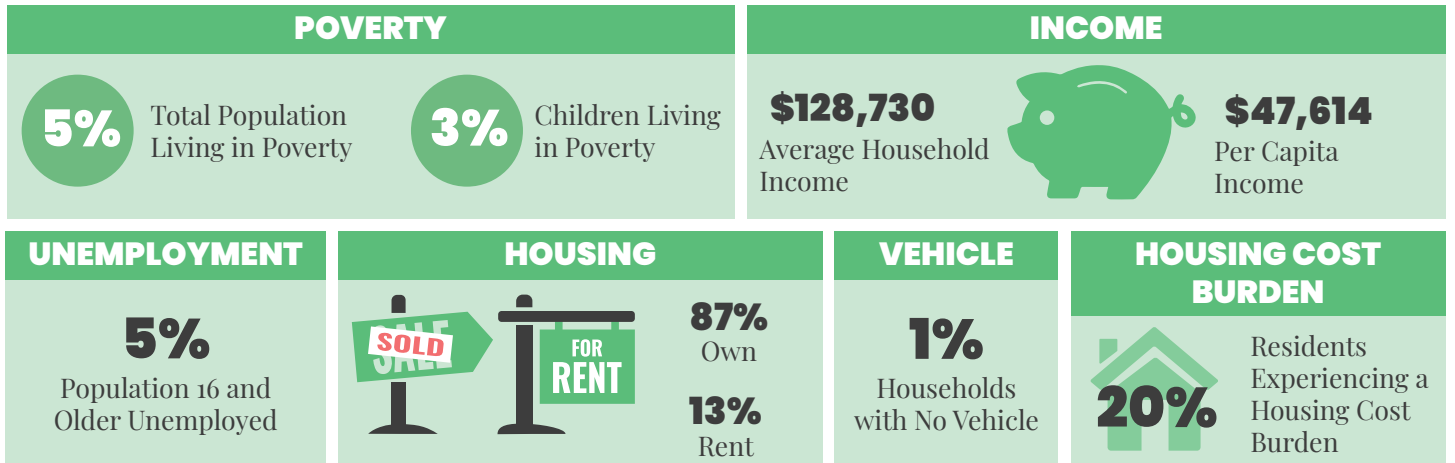 POVERTY
5%
Total Population
Living in Poverty
3%
Children Living
in Poverty
INCOME
$128,730
Average Household
Income
$47,614
Per Capita
Income
UNEMPLOYMENT
5%
Population 16 and
Older Unemployed
HOUSING
SALE
SOLD
FOR
RENT
87%
Own
13%
Rent
VEHICLE
1%
Households
with No Vehicle
HOUSING COST
BURDEN
20%
Residents
Experiencing a
Housing Cost
Burden